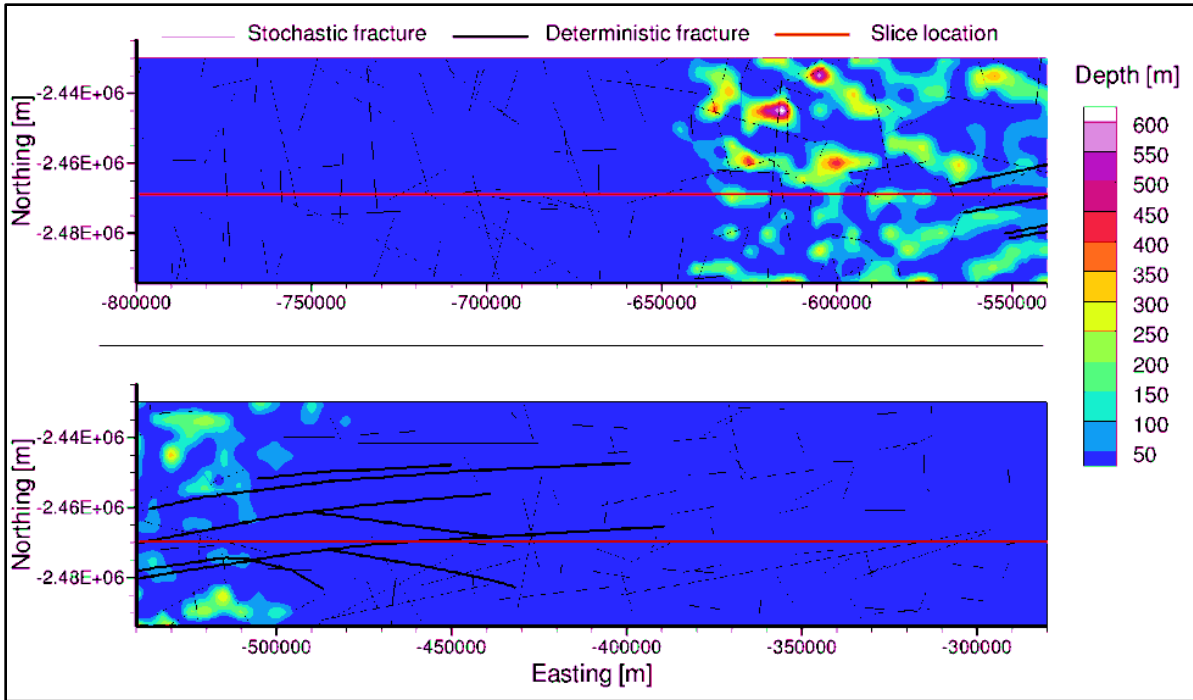 Stochastic fracture Deterministic fracture Slice location
Depth [m]
600
550
500
450
400
350
300
250
200
150
100
50
Northing [m]
-2.44E+06
-2.46E+06
-2.48E+06
-800000 -750000 -700000 -650000 -600000 -550000
Northing [m]
-2.44E+06
-2.46E+06
-2.48E+06
-500000 -450000 -400000 -350000 -300000
Easting [m]